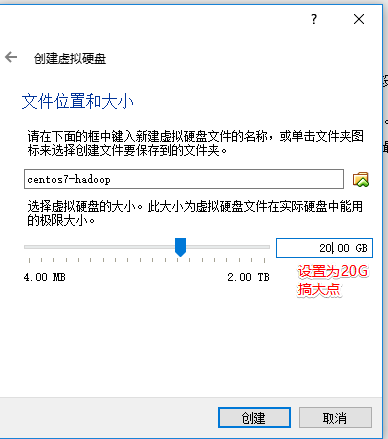 ?
创建虚拟硬盘
文件位置和大小
请在下面的框中键入新建虚拟硬盘文件的名称，或单击文件夹图
标来选择创建文件要保存到的文件夹。
centos7-hadoop
选择虚拟硬盘的大小。此大小为虚拟硬盘文件在实际硬盘中能用
的极限大小。
20.00 GB
4.00 MB
2.00 TB
设置为20G
搞大点
创建
取消